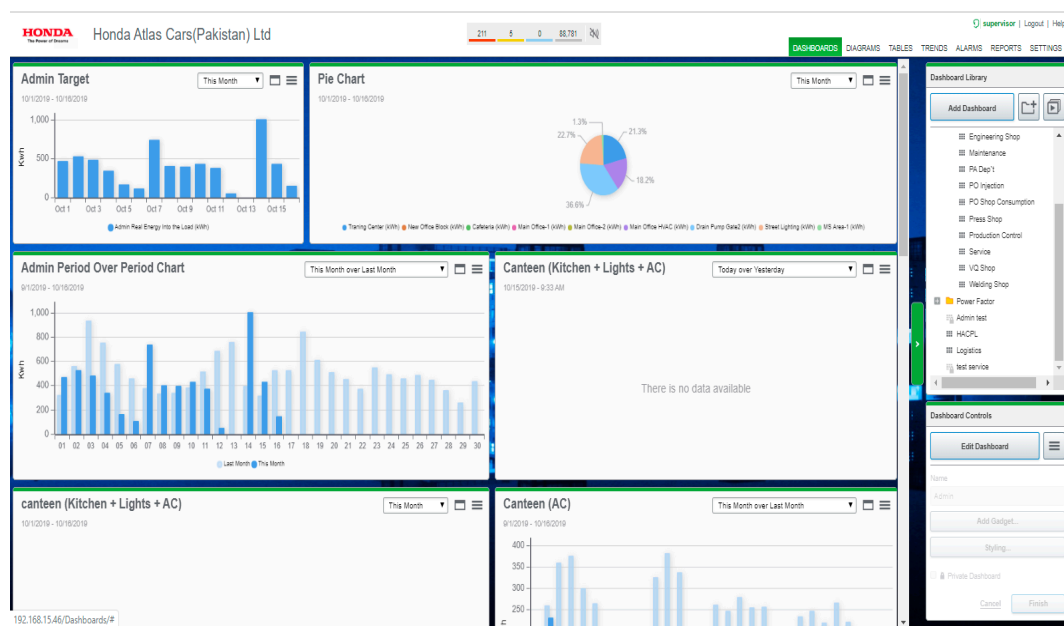 HONDA
The Power of Dreams
Honda Atlas Cars(Pakistan) Ltd
211 5 0 88,781
supervisor | Logout | Help
DASHBOARDS DIAGRAMS TABLES TRENDS ALARMS REPORTS SETTINGS
Admin Target
This Month
10/1/2019 - 10/16/2019
1,000
500
0
Kwh
Oct 1 Oct 3 Oct 5 Oct 7 Oct 9 Oct 11 Oct 13 Oct 15
Admin Real Energy Into the Load (kWh)
Pie Chart
This Month
10/1/2019 - 10/16/2019
1.3%
22.7%
21.3%
18.2%
36.6%
Traning Center (kWh) New Office Block (kWh) Cafeteria (kWh) Main Office-1 (kWh) Main Office-2 (kWh) Main Office HVAC (kWh) Drain Pump Gate2 (kWh) Street Lighting (kWh) MS Area-1 (kWh)
Admin Period Over Period Chart
This Month over Last Month
9/1/2019 - 10/16/2019
1,000
800
600
400
200
0
Kwh
01 02 03 04 05 06 07 08 09 10 11 12 13 14 15 16 17 18 19 20 21 22 23 24 25 26 27 28 29 30
Last Month This Month
Canteen (Kitchen + Lights + AC)
Today over Yesterday
10/15/2019 - 9:33 AM
There is no data available
canteen (Kitchen + Lights + AC)
This Month
10/1/2019 - 10/16/2019
Canteen (AC)
This Month over Last Month
9/1/2019 - 10/16/2019
400
350
300
250
Dashboard Library
Add Dashboard
Engineering Shop
Maintenance
PA Dep't
PO Injection
PO Shop Consumption
Press Shop
Production Control
Service
VQ Shop
Welding Shop
Power Factor
Admin test
HACPL
Logistics
test service
Dashboard Controls
Edit Dashboard
Name
Admin
Add Gadget...
Styling...
Private Dashboard
Cancel Finish
192.168.15.46/Dashboards/#